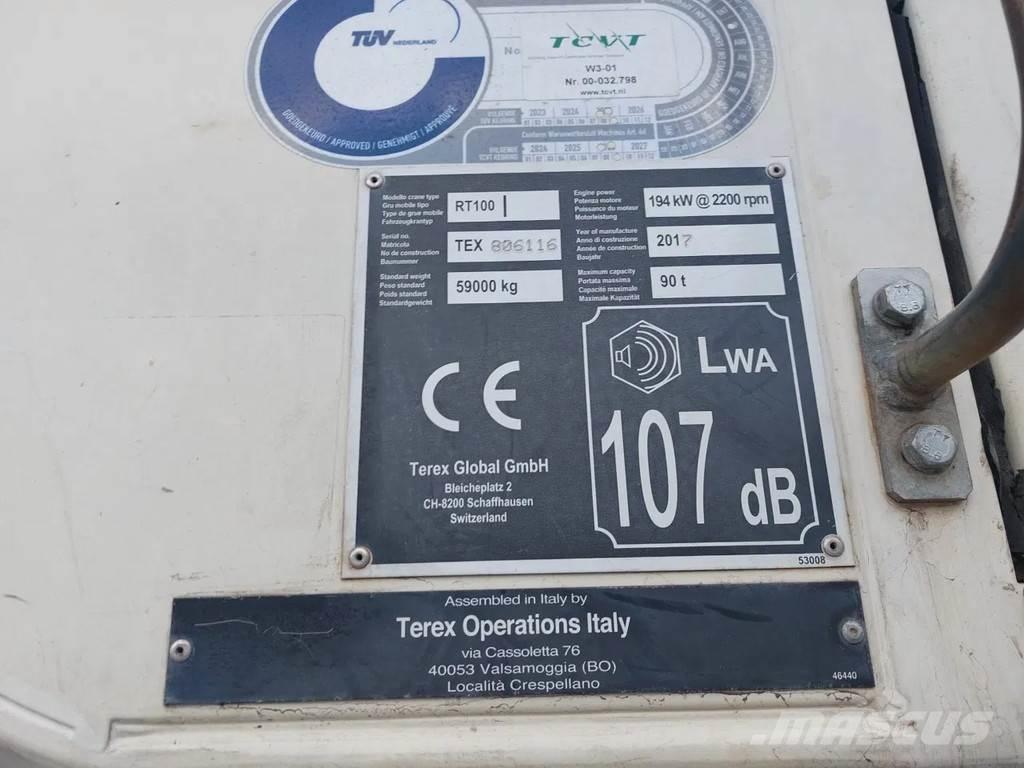 TÜV NEDERLAND
GOEDGEKEURD / APPROVED / GENEHMIGT / APPROUVÉ
No
TCVT
W3-01
Nr. 00-032.798
www.tcvt.nl
VOLGENDE
2023 2024 2026
VOLGENDE
TCVT KEURING
2024 2025 2027
Modello crane type
Gru mobile tipo
Type de grue mobile
Fahrzeugkrantyp
RT100
Engine power
Potenza motore
Puissance du moteur
Motorleistung
194 kW @ 2200 rpm
Serial no.
Matricola
No de construction
Baunummer
TEX 806116
Year of manufacture
Anno di costruzione
Année de construction
Baujahr
2017
Standard weight
Peso standard
Poids standard
Standardgewicht
59000 kg
Maximum capacity
Portata massima
Capacité maximale
Maximale Kapazität
90 t
CE
LWA
107 dB
Terex Global GmbH
Bleicheplatz 2
CH-8200 Schaffhausen
Switzerland
53008
Assembled in Italy by
Terex Operations Italy
via Cassoletta 76
40053 Valsamoggia (BO)
Località Crespellano
46440
mascus